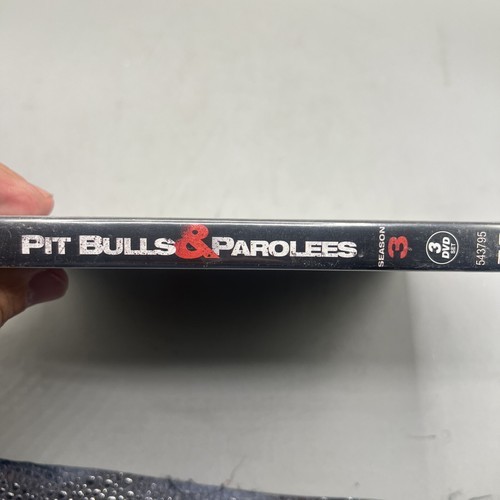 PIT BULLS & PAROLEES
SEASON
3
3
DVD
SET
543795